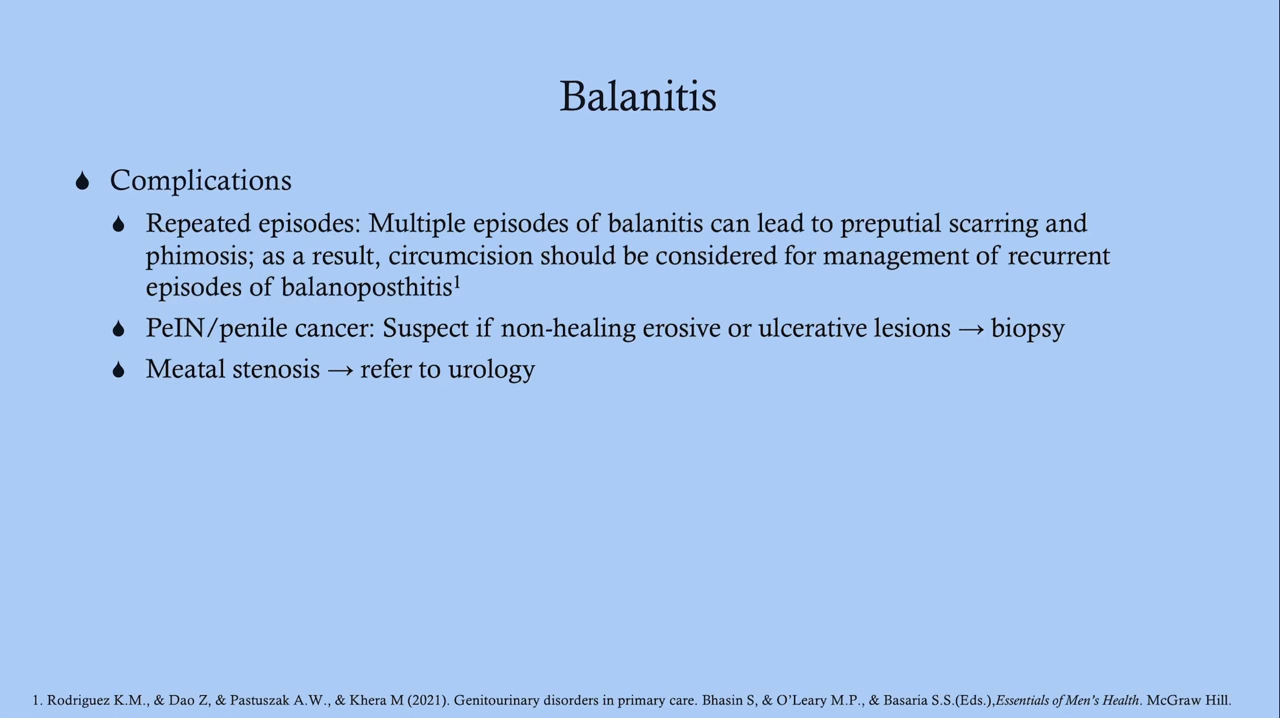 Balanitis
Complications
Repeated episodes: Multiple episodes of balanitis can lead to preputial scarring and
phimosis; as a result, circumcision should be considered for management of recurrent
episodes of balanoposthitis¹
PeIN/penile cancer: Suspect if non-healing erosive or ulcerative lesions → biopsy
Meatal stenosis → refer to urology
1. Rodriguez K.M., & Dao Z, & Pastuszak A.W., & Khera M (2021). Genitourinary disorders in primary care. Bhasin S, & O’Leary M.P., & Basaria S.S.(Eds.),Essentials of Men’s Health. McGraw Hill.